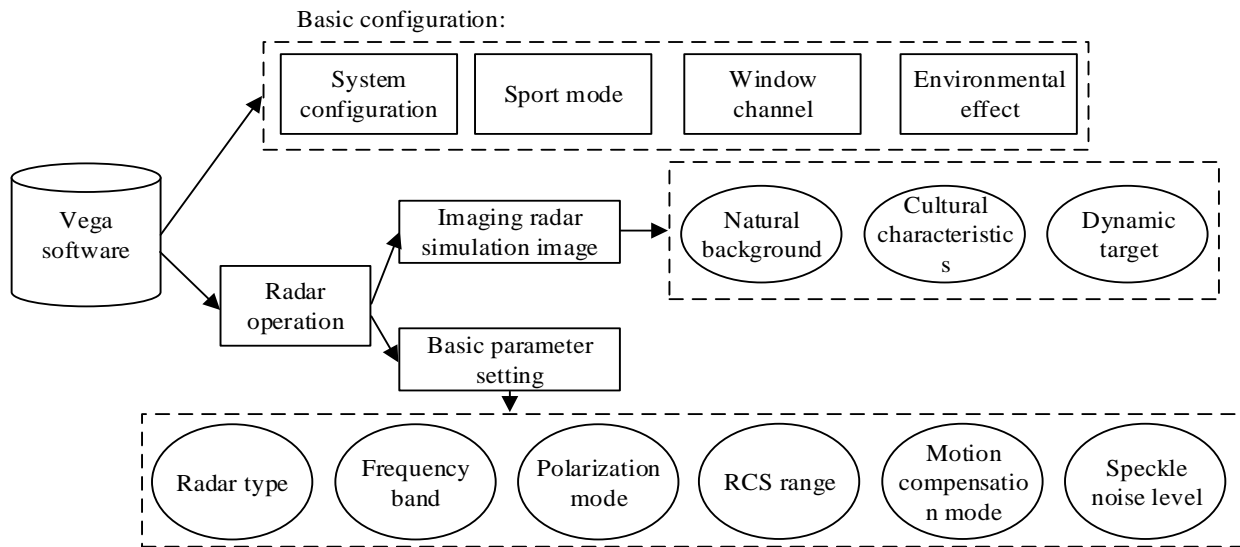 Basic configuration:
System
configuration
Sport mode
Window
channel
Environmental
effect
Vega
software
Imaging radar
simulation image
Natural
background
Cultural
characteristic
s
Dynamic
target
Radar
operation
Basic parameter
setting
Radar type
Frequency
band
Polarization
mode
RCS range
Motion
compensatio
n mode
Speckle
noise level